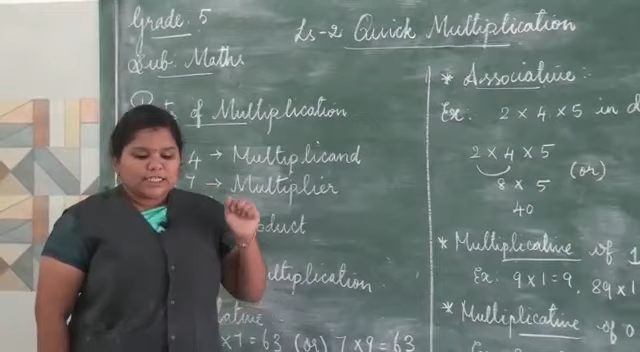 Grade: 5
Ls-2 Quick Multiplication
Sub: Maths
of Multiplication
4 → Multiplicand
7 → Multiplier
× 7 = 63 (or) 7 × 9 = 63
* Associative :-
Ex: 2 × 4 × 5 in
2 × 4 × 5
(or)
8 × 5
40
* Multiplicative of 1
Ex: 9 × 1 = 9, 89 × 1
* Multiplicative of 0